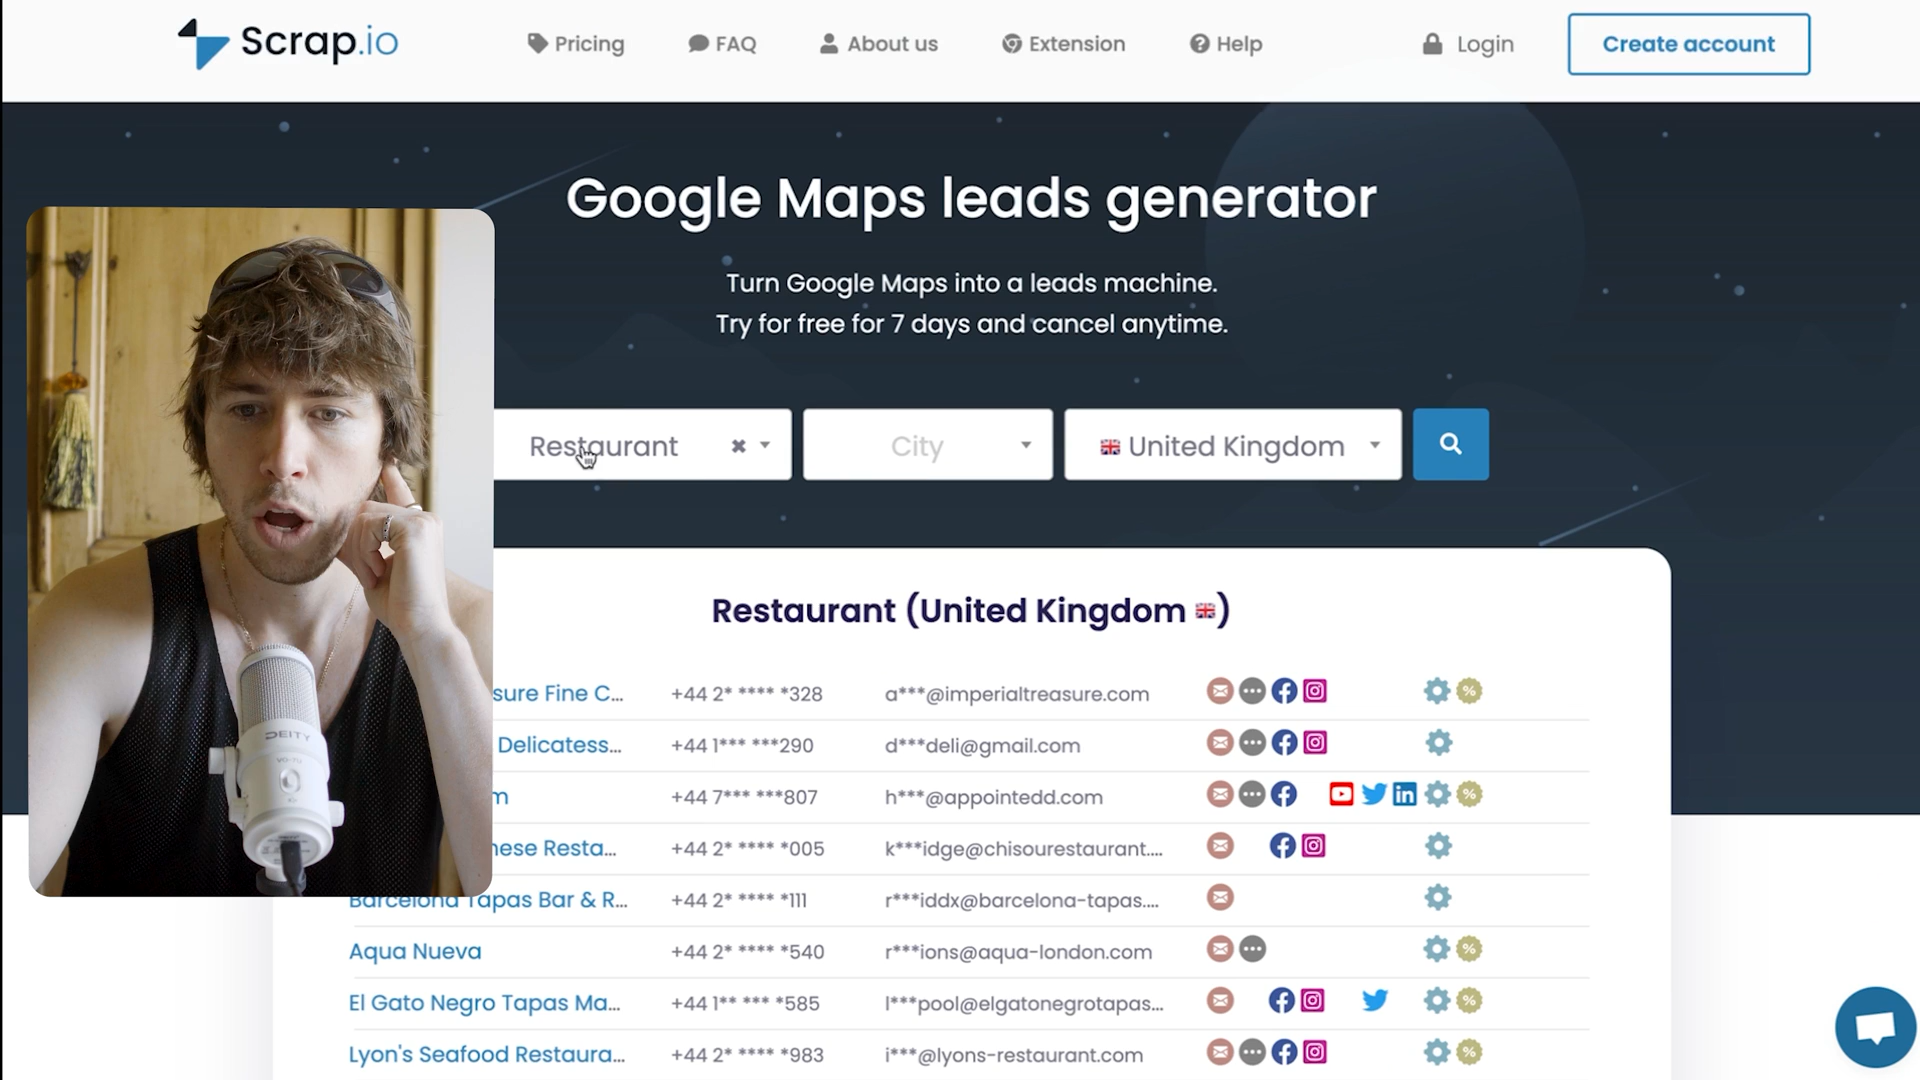 Scrap.io
Pricing
FAQ
About us
Extension
Help
Login
Create account
Google Maps leads generator
Turn Google Maps into a leads machine.
Try for free for 7 days and cancel anytime.
Restaurant
City
United Kingdom
Restaurant (United Kingdom)
sure Fine C... +44 2* **** *328 a***@imperialtreasure.com
Delicatess... +44 1*** ***290 d***deli@gmail.com
m +44 7*** ***807 h***@appointedd.com
nese Resta... +44 2* **** *005 k***idge@chisourestaurant....
Barcelona Tapas Bar & R... +44 2* **** *111 r***iddx@barcelona-tapas....
Aqua Nueva +44 2* **** *540 r***ions@aqua-london.com
El Gato Negro Tapas Ma... +44 1** *** *585 l***pool@elgatonegrotapas...
Lyon's Seafood Restaura... +44 2* **** *983 i***@lyons-restaurant.com
DEITY